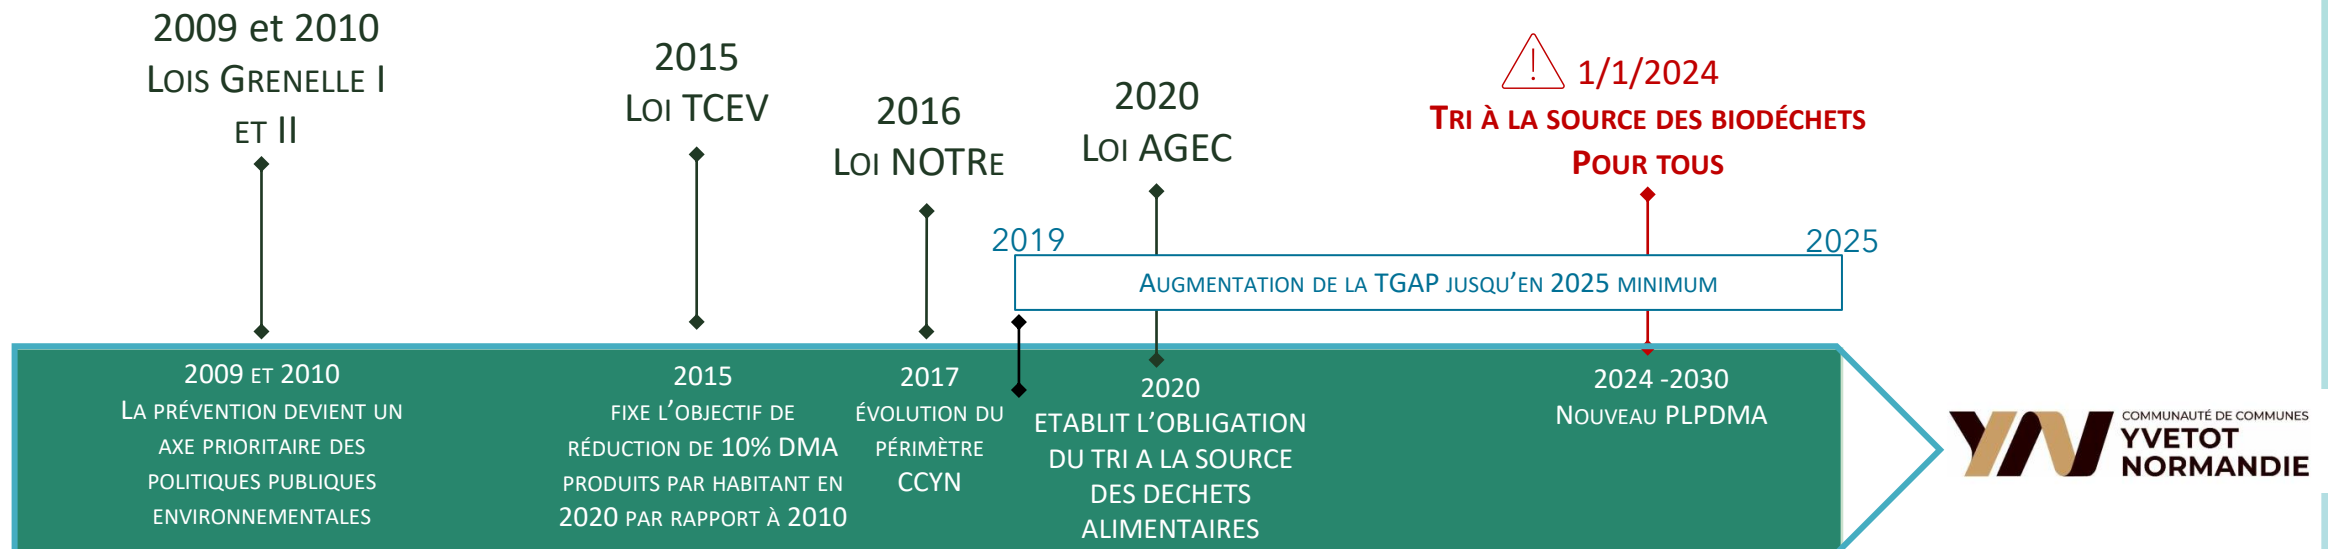 2009 et 2010
Lois Grenelle I
et II
2015
Loi TCEV
2016
Loi NOTRe
2020
Loi AGEC
1/1/2024
Tri à la source des biodéchets
Pour tous
2019
2025
Augmentation de la TGAP jusqu'en 2025 minimum
2009 et 2010
La prévention devient un
axe prioritaire des
politiques publiques
environnementales
2015
fixe l'objectif de
réduction de 10% DMA
produits par habitant en
2020 par rapport à 2010
2017
évolution du
périmètre
CCYN
2020
ETABLIT L'OBLIGATION
DU TRI A LA SOURCE
DES DECHETS
ALIMENTAIRES
2024 -2030
Nouveau PLPDMA
YN
COMMUNAUTÉ DE COMMUNES
YVETOT
NORMANDIE